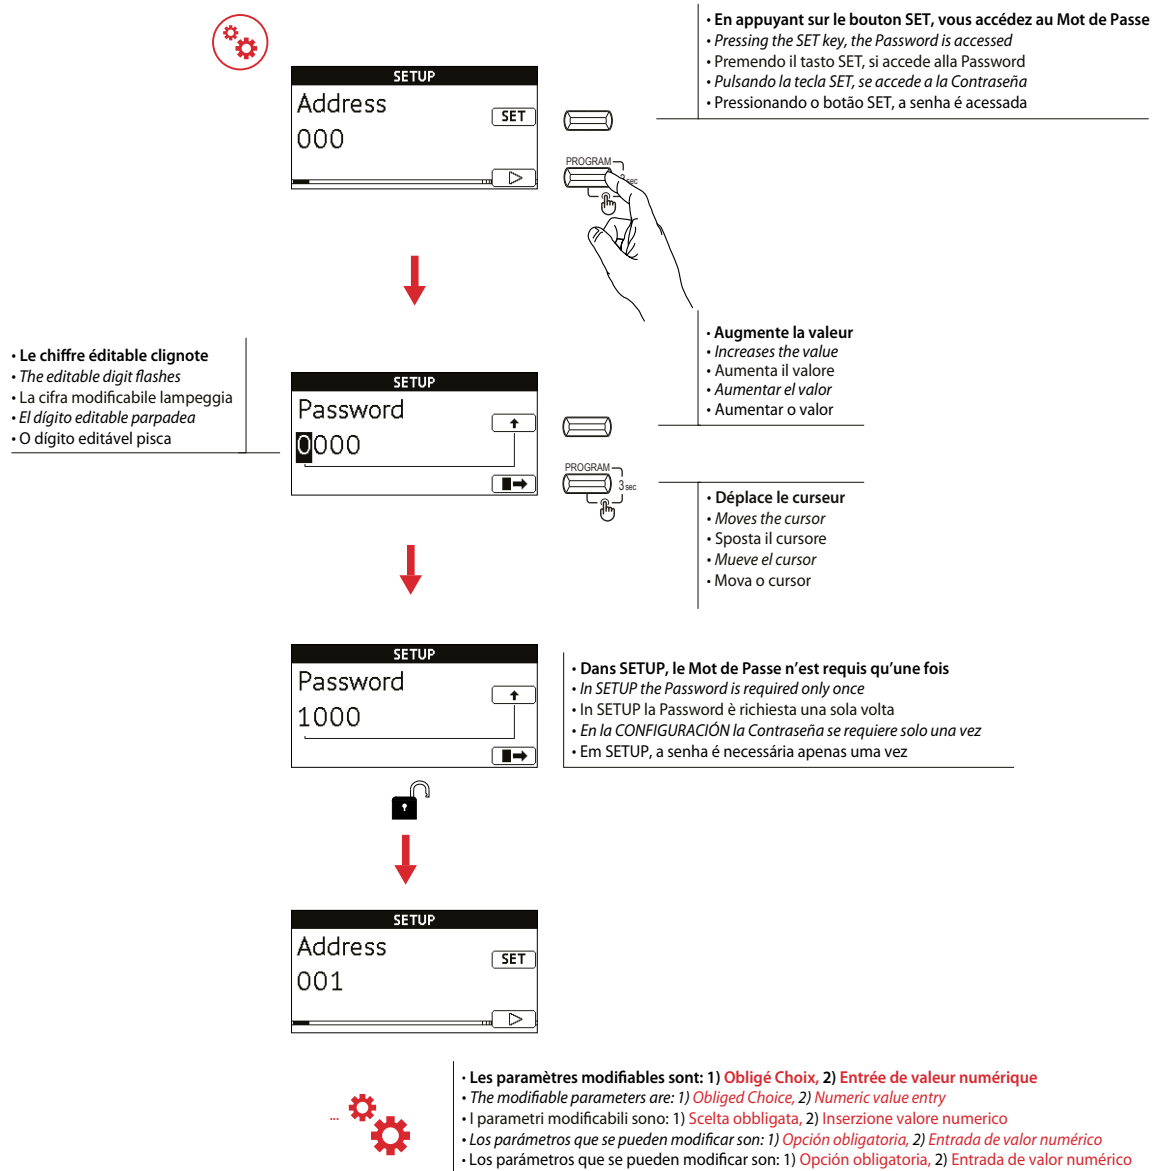 • En appuyant sur le bouton SET, vous accédez au Mot de Passe
• Pressing the SET key, the Password is accessed
• Premendo il tasto SET, si accede alla Password
• Pulsando la tecla SET, se accede a la Contraseña
• Pressionando o botão SET, a senha é acessada
SETUP
Address
SET
000
PROGRAM
sec
• Augmente la valeur
• Increases the value
• Aumenta il valore
• Aumentar el valor
• Aumentar o valor
• Le chiffre éditable clignote
• The editable digit flashes
• La cifra modificabile lampeggia
• El dígito editable parpadea
• O dígito editável pisca
SETUP
Password
0000
PROGRAM
3 sec
• Déplace le curseur
• Moves the cursor
• Sposta il cursore
• Mueve el cursor
• Mova o cursor
SETUP
Password
1000
• Dans SETUP, le Mot de Passe n'est requis qu'une fois
• In SETUP the Password is required only once
• In SETUP la Password è richiesta una sola volta
• En la CONFIGURACIÓN la Contraseña se requiere solo una vez
• Em SETUP, a senha é necessária apenas uma vez
SETUP
Address
SET
001
...
• Les paramètres modifiables sont: 1) Obligé Choix, 2) Entrée de valeur numérique
• The modifiable parameters are: 1) Obliged Choice, 2) Numeric value entry
• I parametri modificabili sono: 1) Scelta obbligata, 2) Inserzione valore numerico
• Los parámetros que se pueden modificar son: 1) Opción obligatoria, 2) Entrada de valor numérico
• Los parámetros que se pueden modificar son: 1) Opción obligatoria, 2) Entrada de valor numérico